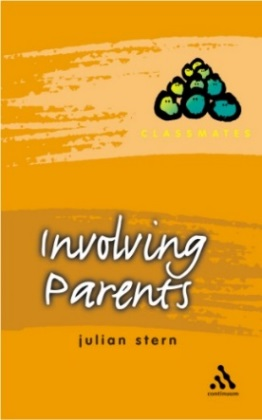 CLASSMATES
Involving
Parents
julian stern
continuum